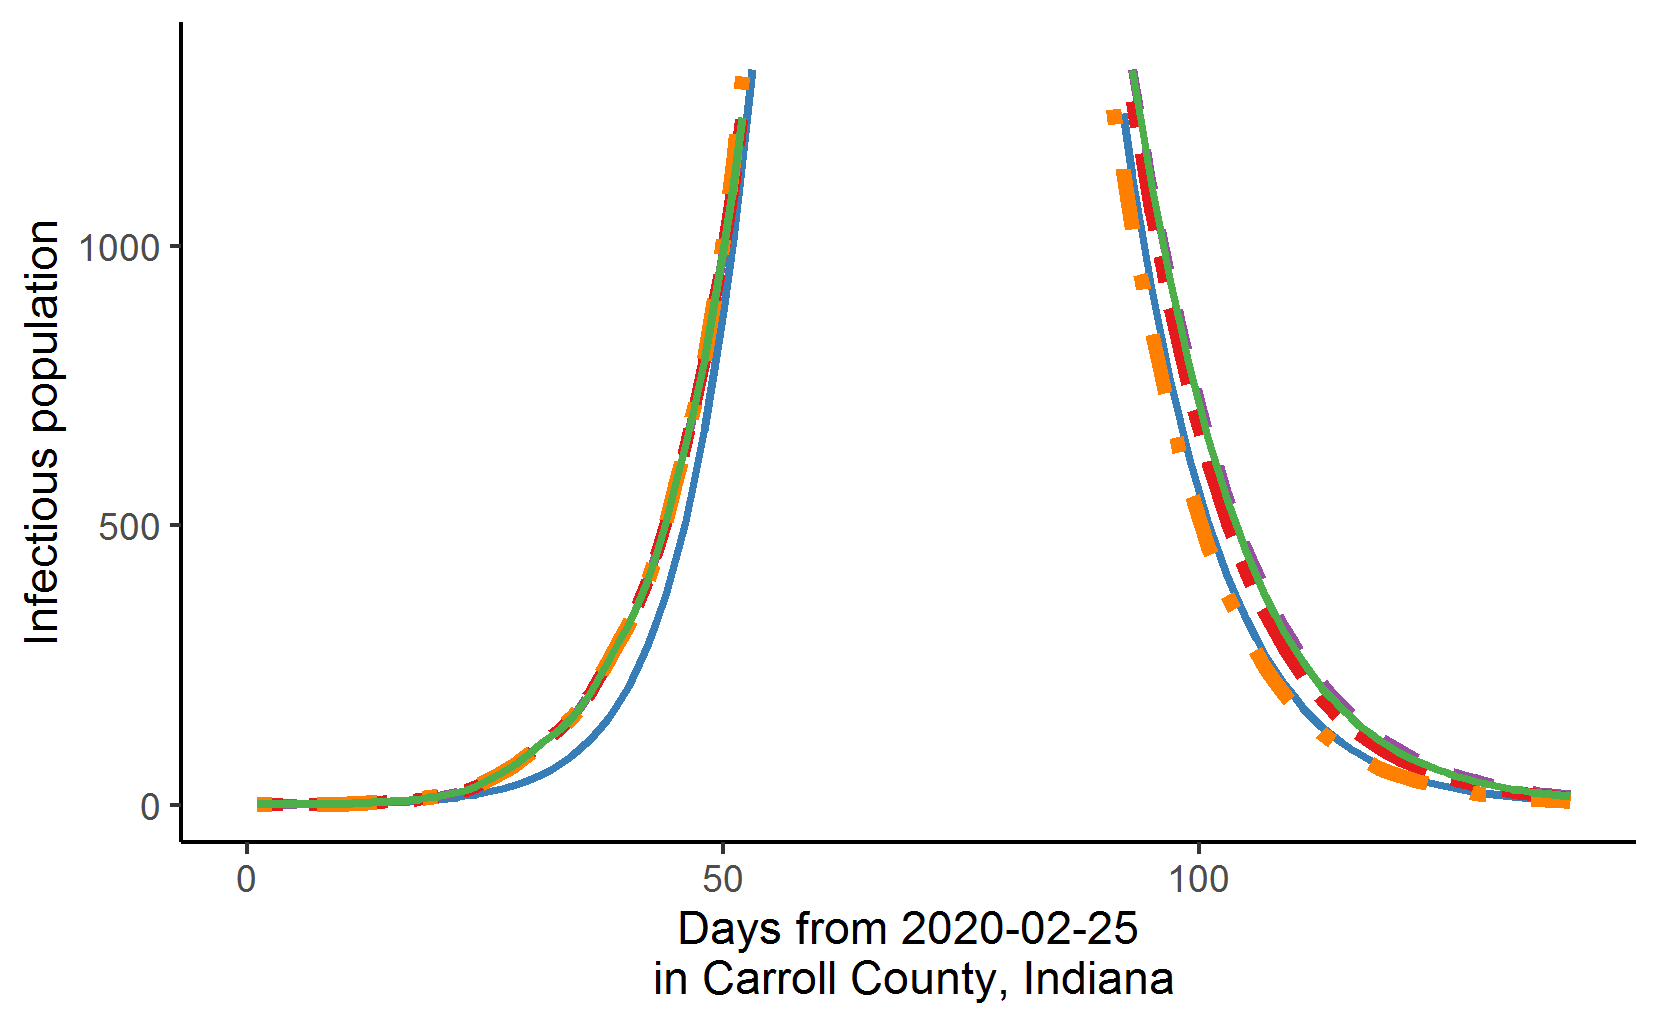 Infectious population
1000
500
0
0 50 100
Days from 2020-02-25
in Carroll County, Indiana